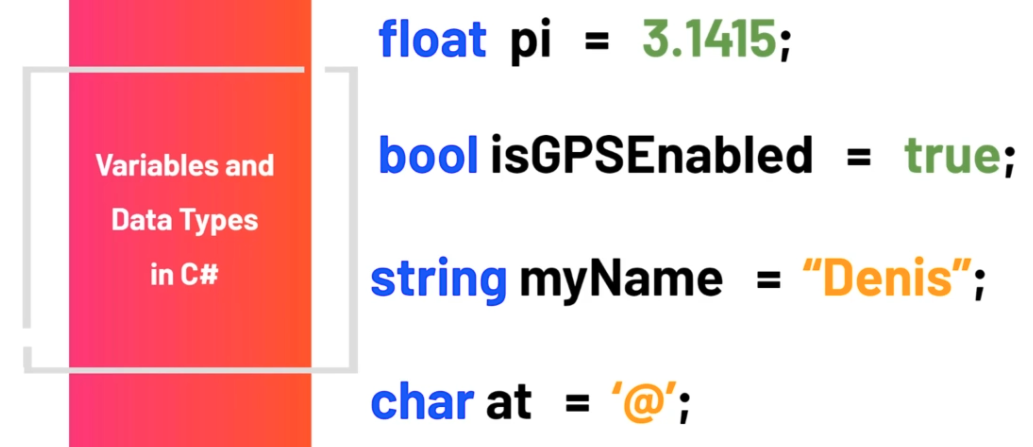 Variables and
Data Types
in C#
float pi = 3.1415;
bool isGPSEnabled = true;
string myName = “Denis”;
char at = ‘@’;